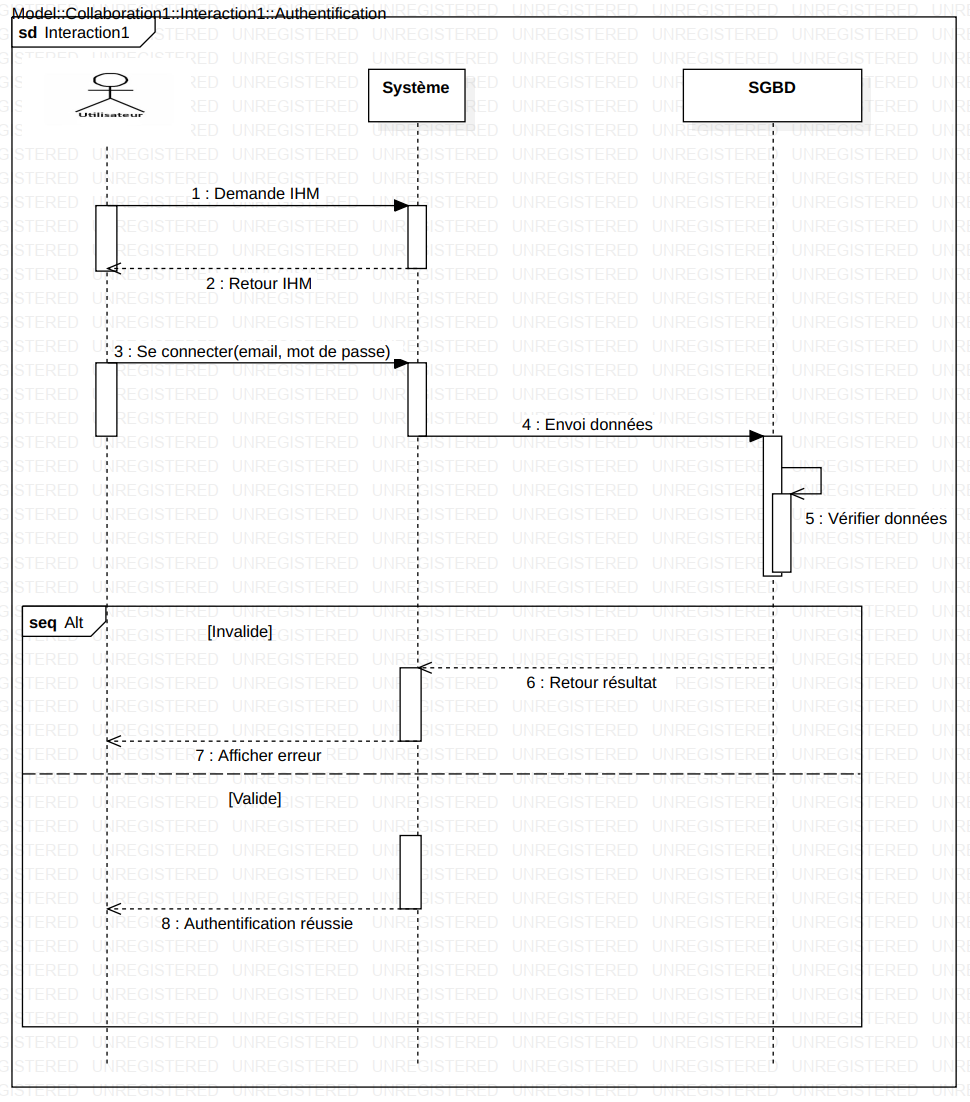 Model::Collaboration1::Interaction1::Authentification
sd Interaction1
Utilisateur
Système
SGBD
1 : Demande IHM
2 : Retour IHM
3 : Se connecter(email, mot de passe)
4 : Envoi données
5 : Vérifier données
seq Alt
[Invalide]
6 : Retour résultat
7 : Afficher erreur
[Valide]
8 : Authentification réussie
UNREGISTERED